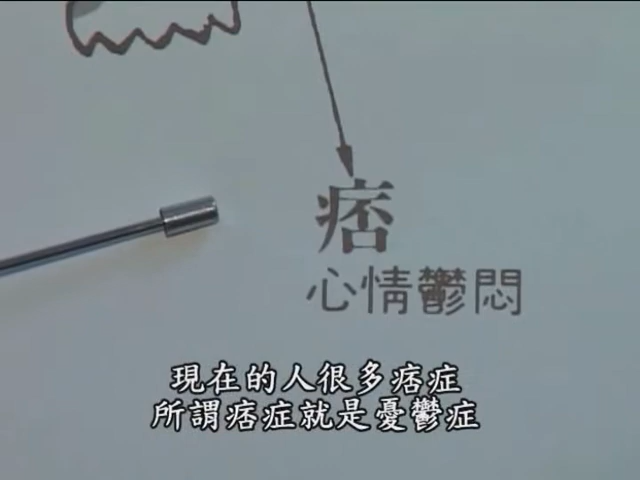 痞
心情鬱悶
現在的人很多痞症
所謂痞症就是憂鬱症